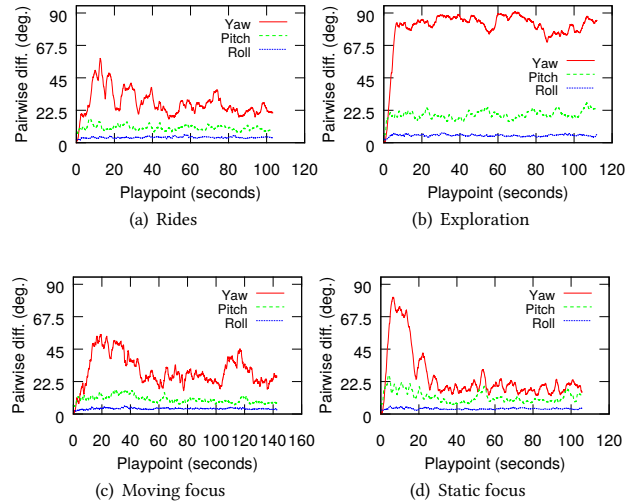 Pairwise diff. (deg.)
90
67.5
45
22.5
0
Yaw
Pitch
Roll
0 20 40 60 80 100 120
Playpoint (seconds)
(a) Rides
Pairwise diff. (deg.)
90
67.5
45
22.5
0
Yaw
Pitch
Roll
0 20 40 60 80 100 120
Playpoint (seconds)
(b) Exploration
Pairwise diff. (deg.)
90
67.5
45
22.5
0
Yaw
Pitch
Roll
0 20 40 60 80 100 120 140 160
Playpoint (seconds)
(c) Moving focus
Pairwise diff. (deg.)
90
67.5
45
22.5
0
Yaw
Pitch
Roll
0 20 40 60 80 100 120
Playpoint (seconds)
(d) Static focus